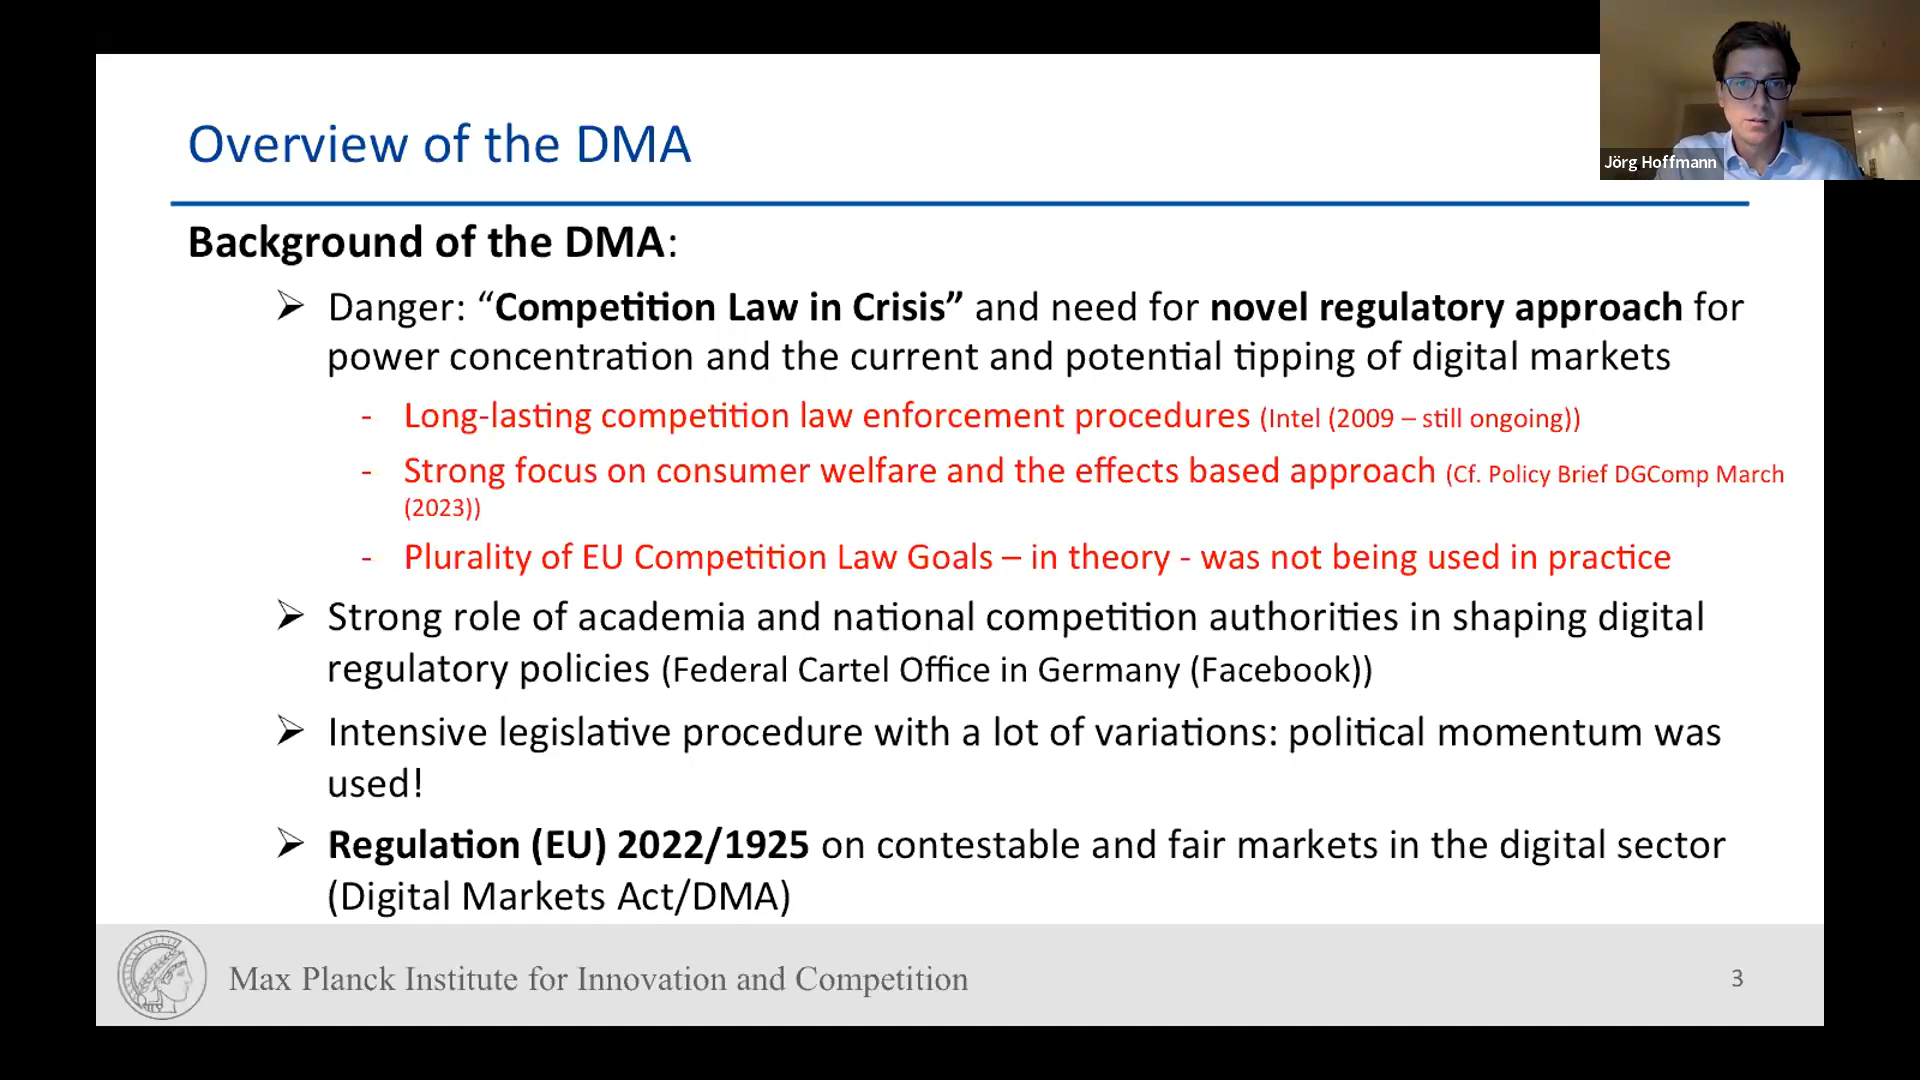 Jörg Hoffmann
Overview of the DMA
Background of the DMA:
➢ Danger: “Competition Law in Crisis” and need for novel regulatory approach for
power concentration and the current and potential tipping of digital markets
- Long-lasting competition law enforcement procedures (Intel (2009 – still ongoing))
- Strong focus on consumer welfare and the effects based approach (Cf. Policy Brief DGComp March
(2023))
- Plurality of EU Competition Law Goals – in theory - was not being used in practice
➢ Strong role of academia and national competition authorities in shaping digital
regulatory policies (Federal Cartel Office in Germany (Facebook))
➢ Intensive legislative procedure with a lot of variations: political momentum was
used!
➢ Regulation (EU) 2022/1925 on contestable and fair markets in the digital sector
(Digital Markets Act/DMA)
Max Planck Institute for Innovation and Competition
3